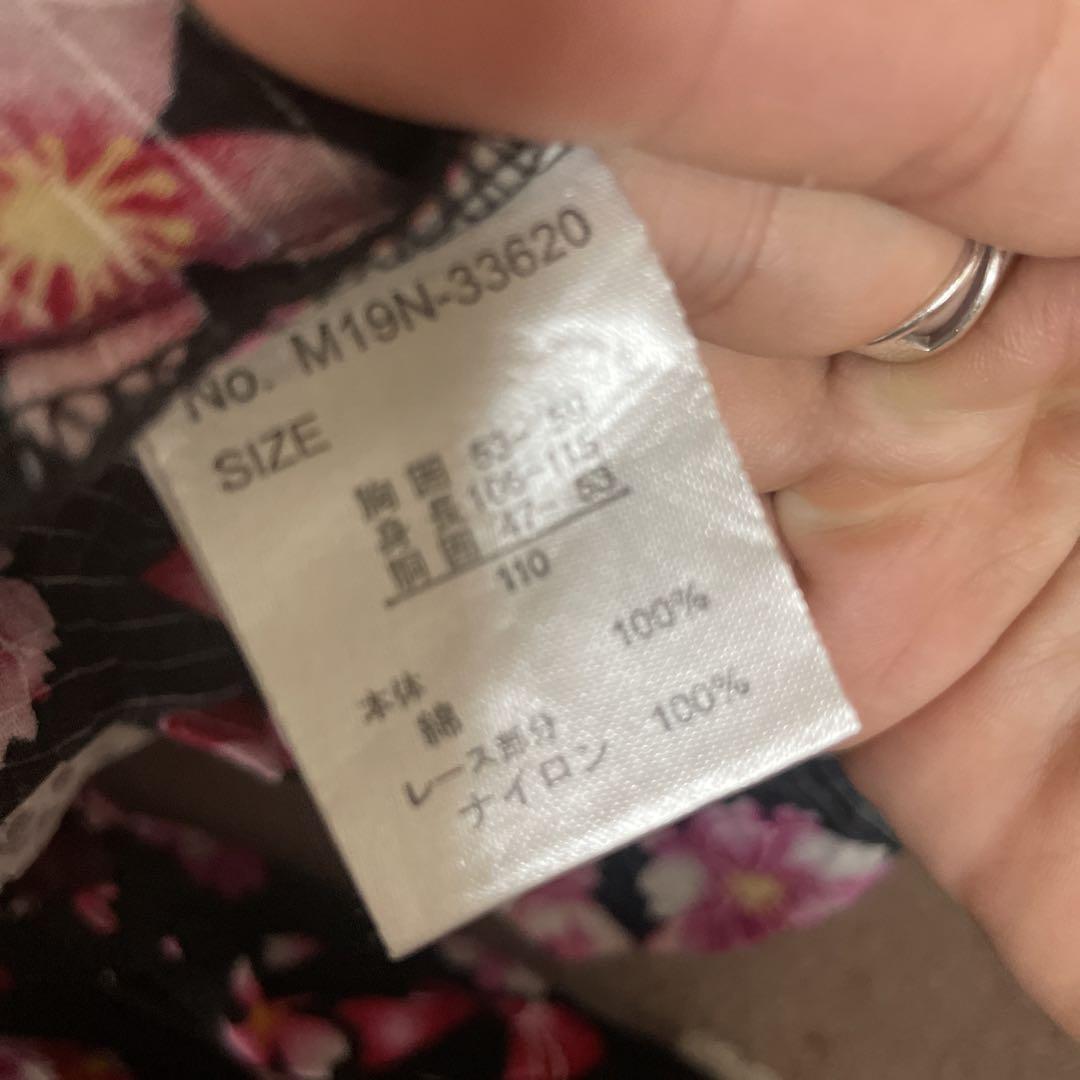 No. M19N-33620
SIZE
胸 囲 53- 59
身 長 105-115
胴 囲 47- 53
110
本体
綿 100%
レース部分
ナイロン 100%